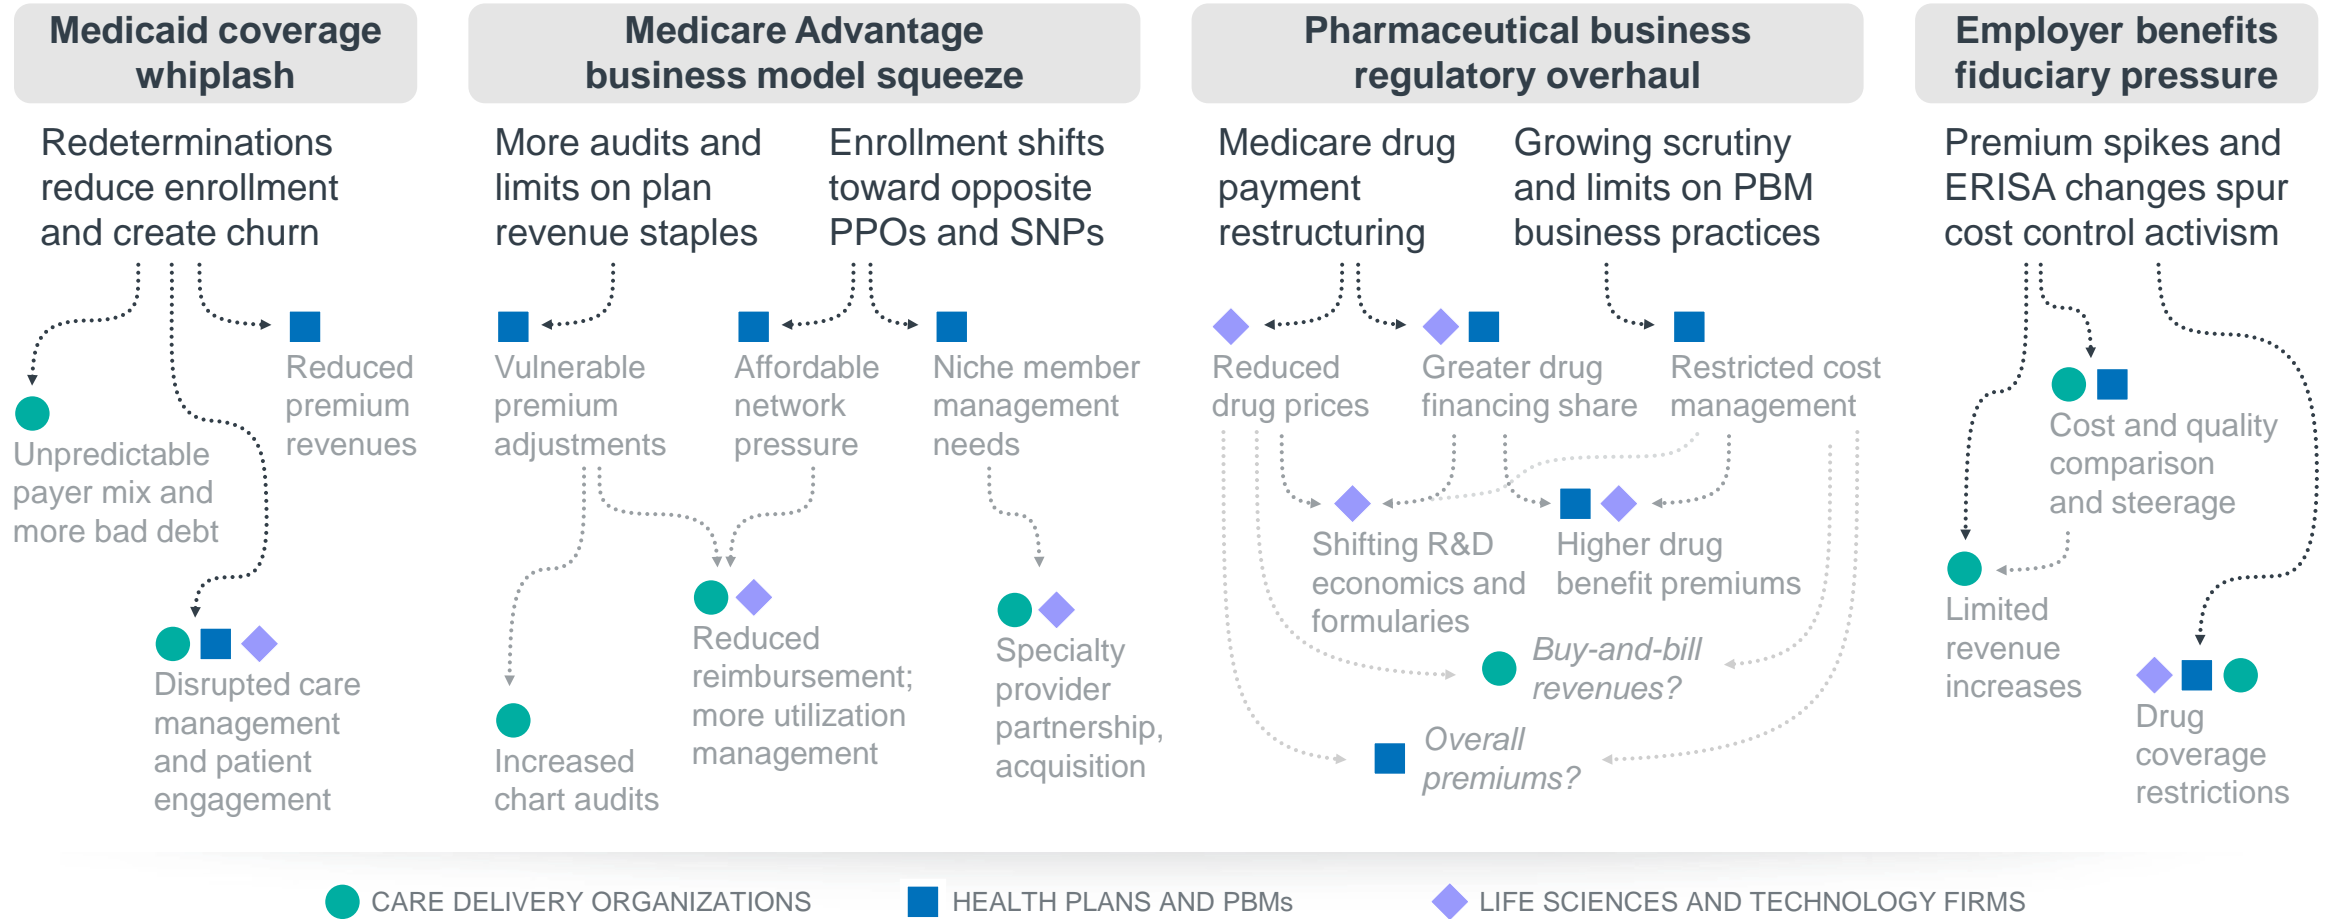 Medicaid coverage
whiplash
Redeterminations
reduce enrollment
and create churn
Reduced
premium
revenues
Unpredictable
payer mix and
more bad debt
Disrupted care
management
and patient
engagement
Medicare Advantage
business model squeeze
More audits and
limits on plan
revenue staples
Enrollment shifts
toward opposite
PPOs and SNPs
Vulnerable
premium
adjustments
Affordable
network
pressure
Niche member
management
needs
Reduced
reimbursement;
more utilization
management
Specialty
provider
partnership,
acquisition
Increased
chart audits
Pharmaceutical business
regulatory overhaul
Medicare drug
payment
restructuring
Growing scrutiny
and limits on PBM
business practices
Reduced
drug prices
Greater drug
financing share
Restricted cost
management
Shifting R&D
economics and
formularies
Higher drug
benefit premiums
Buy-and-bill
revenues?
Overall
premiums?
Employer benefits
fiduciary pressure
Premium spikes and
ERISA changes spur
cost control activism
Cost and quality
comparison
and steerage
Limited
revenue
increases
Drug
coverage
restrictions
CARE DELIVERY ORGANIZATIONS
HEALTH PLANS AND PBMs
LIFE SCIENCES AND TECHNOLOGY FIRMS